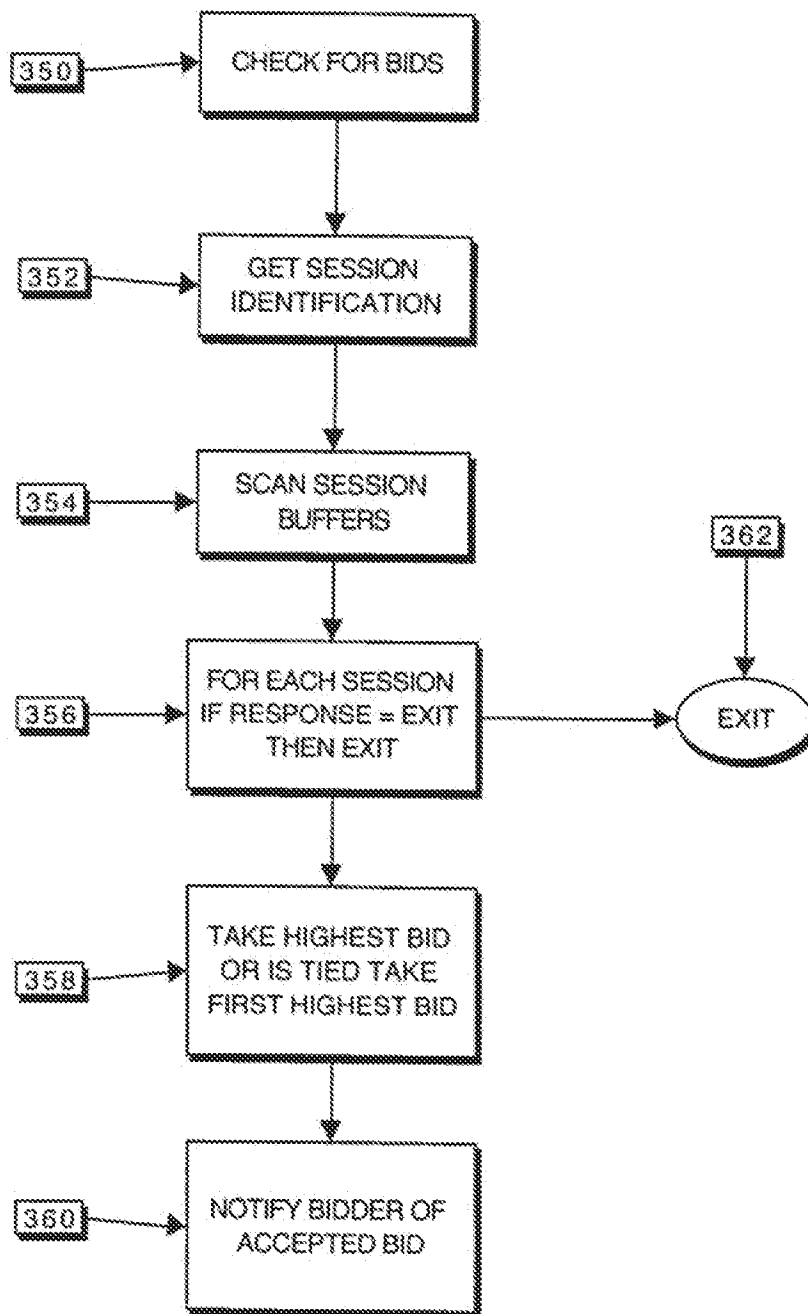 350
CHECK FOR BIDS
352
GET SESSION
IDENTIFICATION
354
SCAN SESSION
BUFFERS
362
356
FOR EACH SESSION
IF RESPONSE = EXIT
THEN EXIT
EXIT
358
TAKE HIGHEST BID
OR IS TIED TAKE
FIRST HIGHEST BID
360
NOTIFY BIDDER OF
ACCEPTED BID